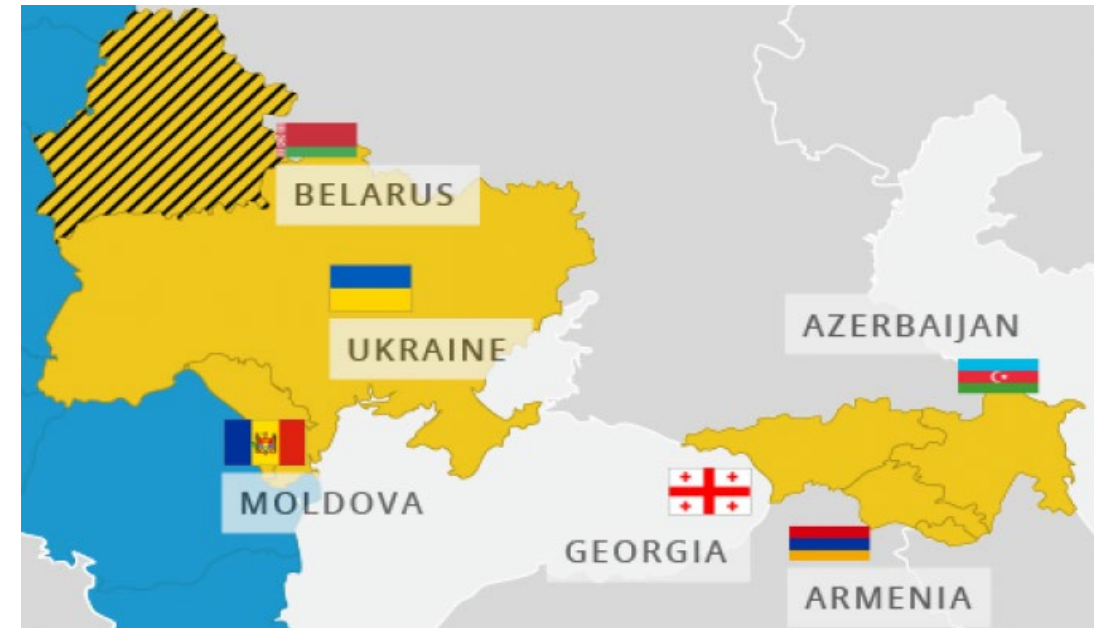 BELARUS
UKRAINE
AZERBAIJAN
MOLDOVA
GEORGIA
ARMENIA